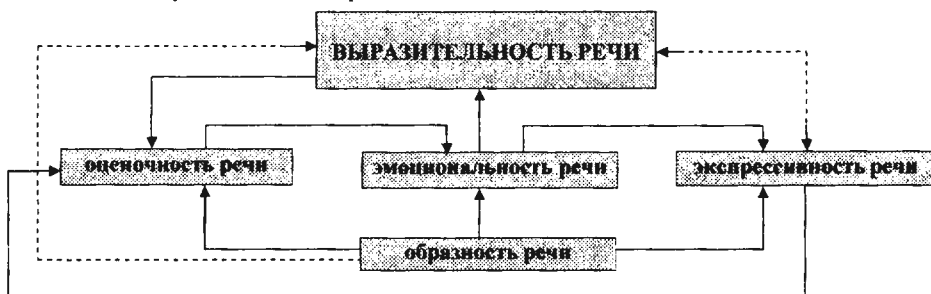 ВЫРАЗИТЕЛЬНОСТЬ РЕЧИ
оценочность речи
эмоциональность речи
экспрессивность речи
образность речи